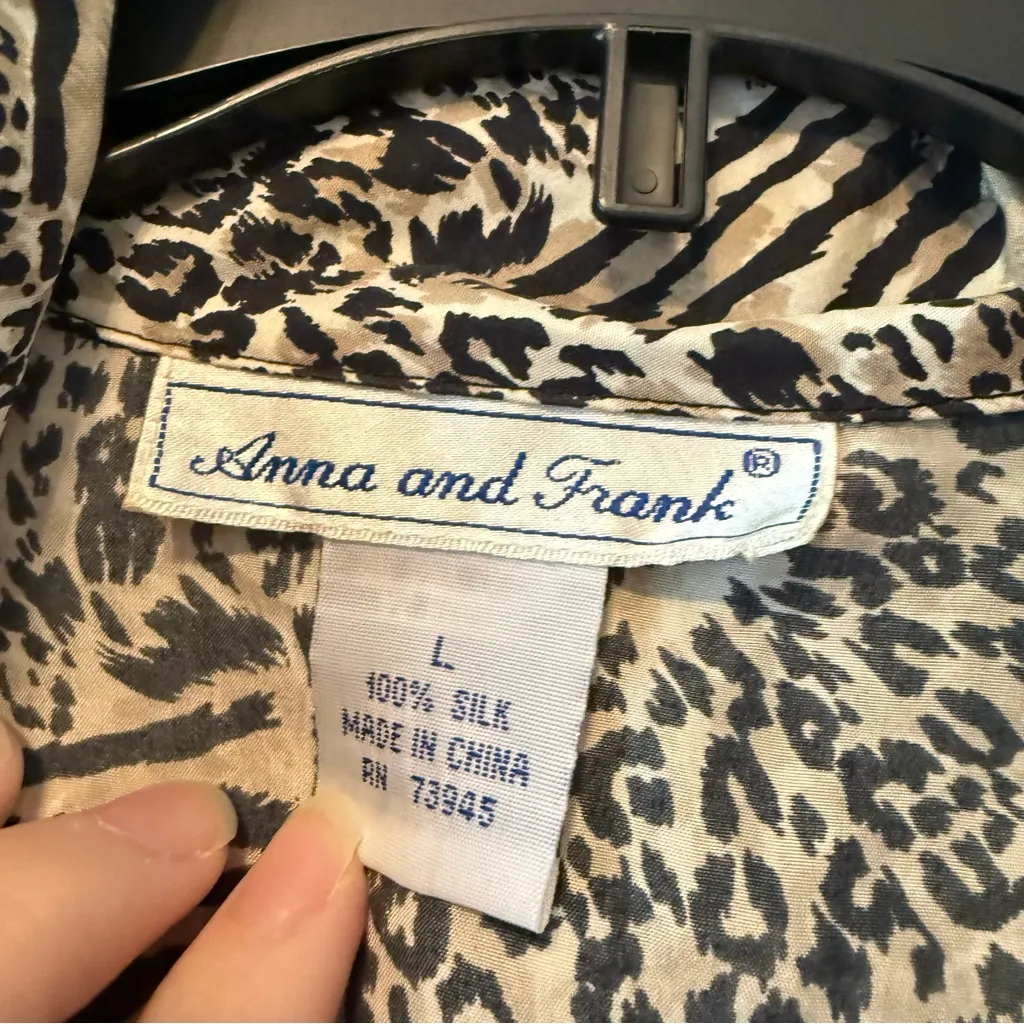 Anna and Frank®
L
100% SILK
MADE IN CHINA
RN 73945